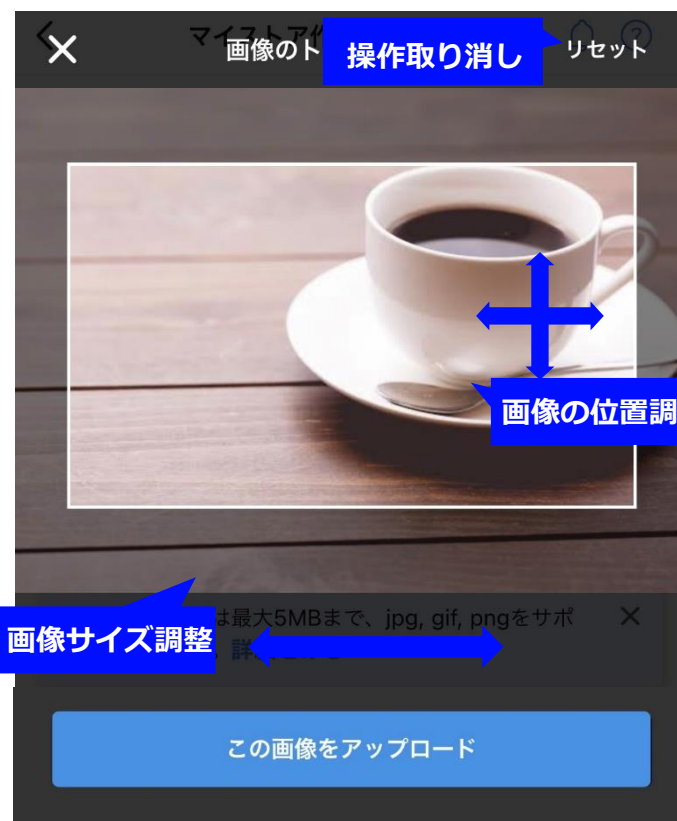 マイストア作
画像のト
操作取り消し
リセット
画像の位置調
は最大5MBまで、jpg, gif, pngをサポ
画像サイズ調整
詳
この画像をアップロード